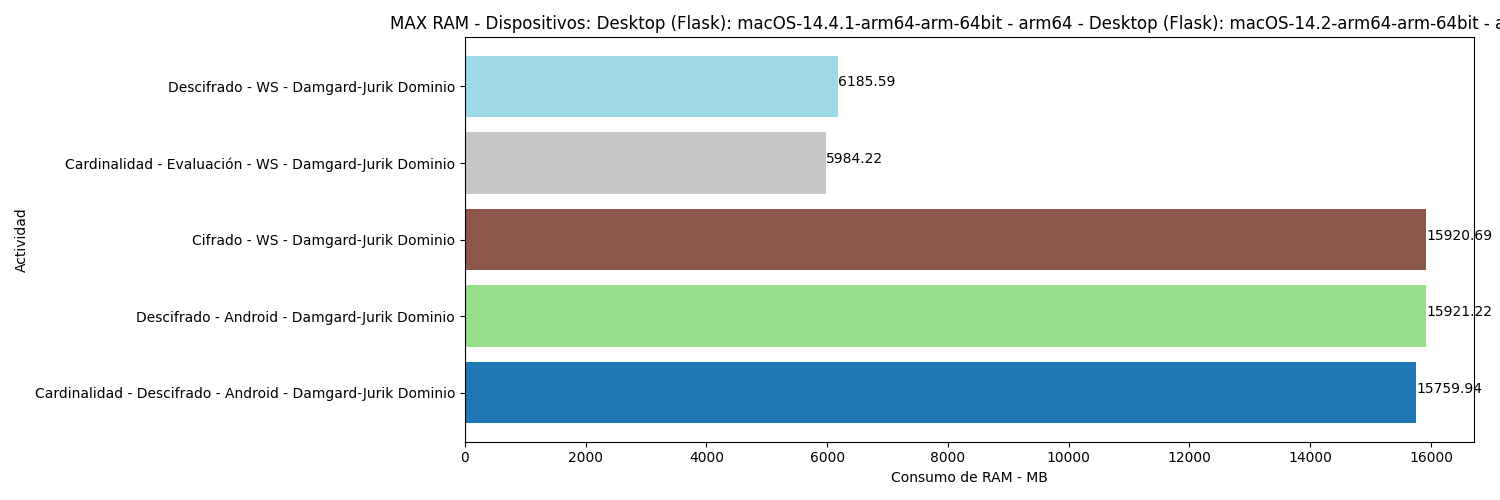 MAX RAM - Dispositivos: Desktop (Flask): macOS-14.4.1-arm64-arm-64bit - arm64 - Desktop (Flask): macOS-14.2-arm64-arm-64bit -
Descifrado - WS - Damgard-Jurik Dominio
6185.59
Cardinalidad - Evaluación - WS - Damgard-Jurik Dominio
5984.22
Cifrado - WS - Damgard-Jurik Dominio
15920.69
Descifrado - Android - Damgard-Jurik Dominio
15921.22
Cardinalidad - Descifrado - Android - Damgard-Jurik Dominio
15759.94
Actividad
0 2000 4000 6000 8000 10000 12000 14000 16000
Consumo de RAM - MB